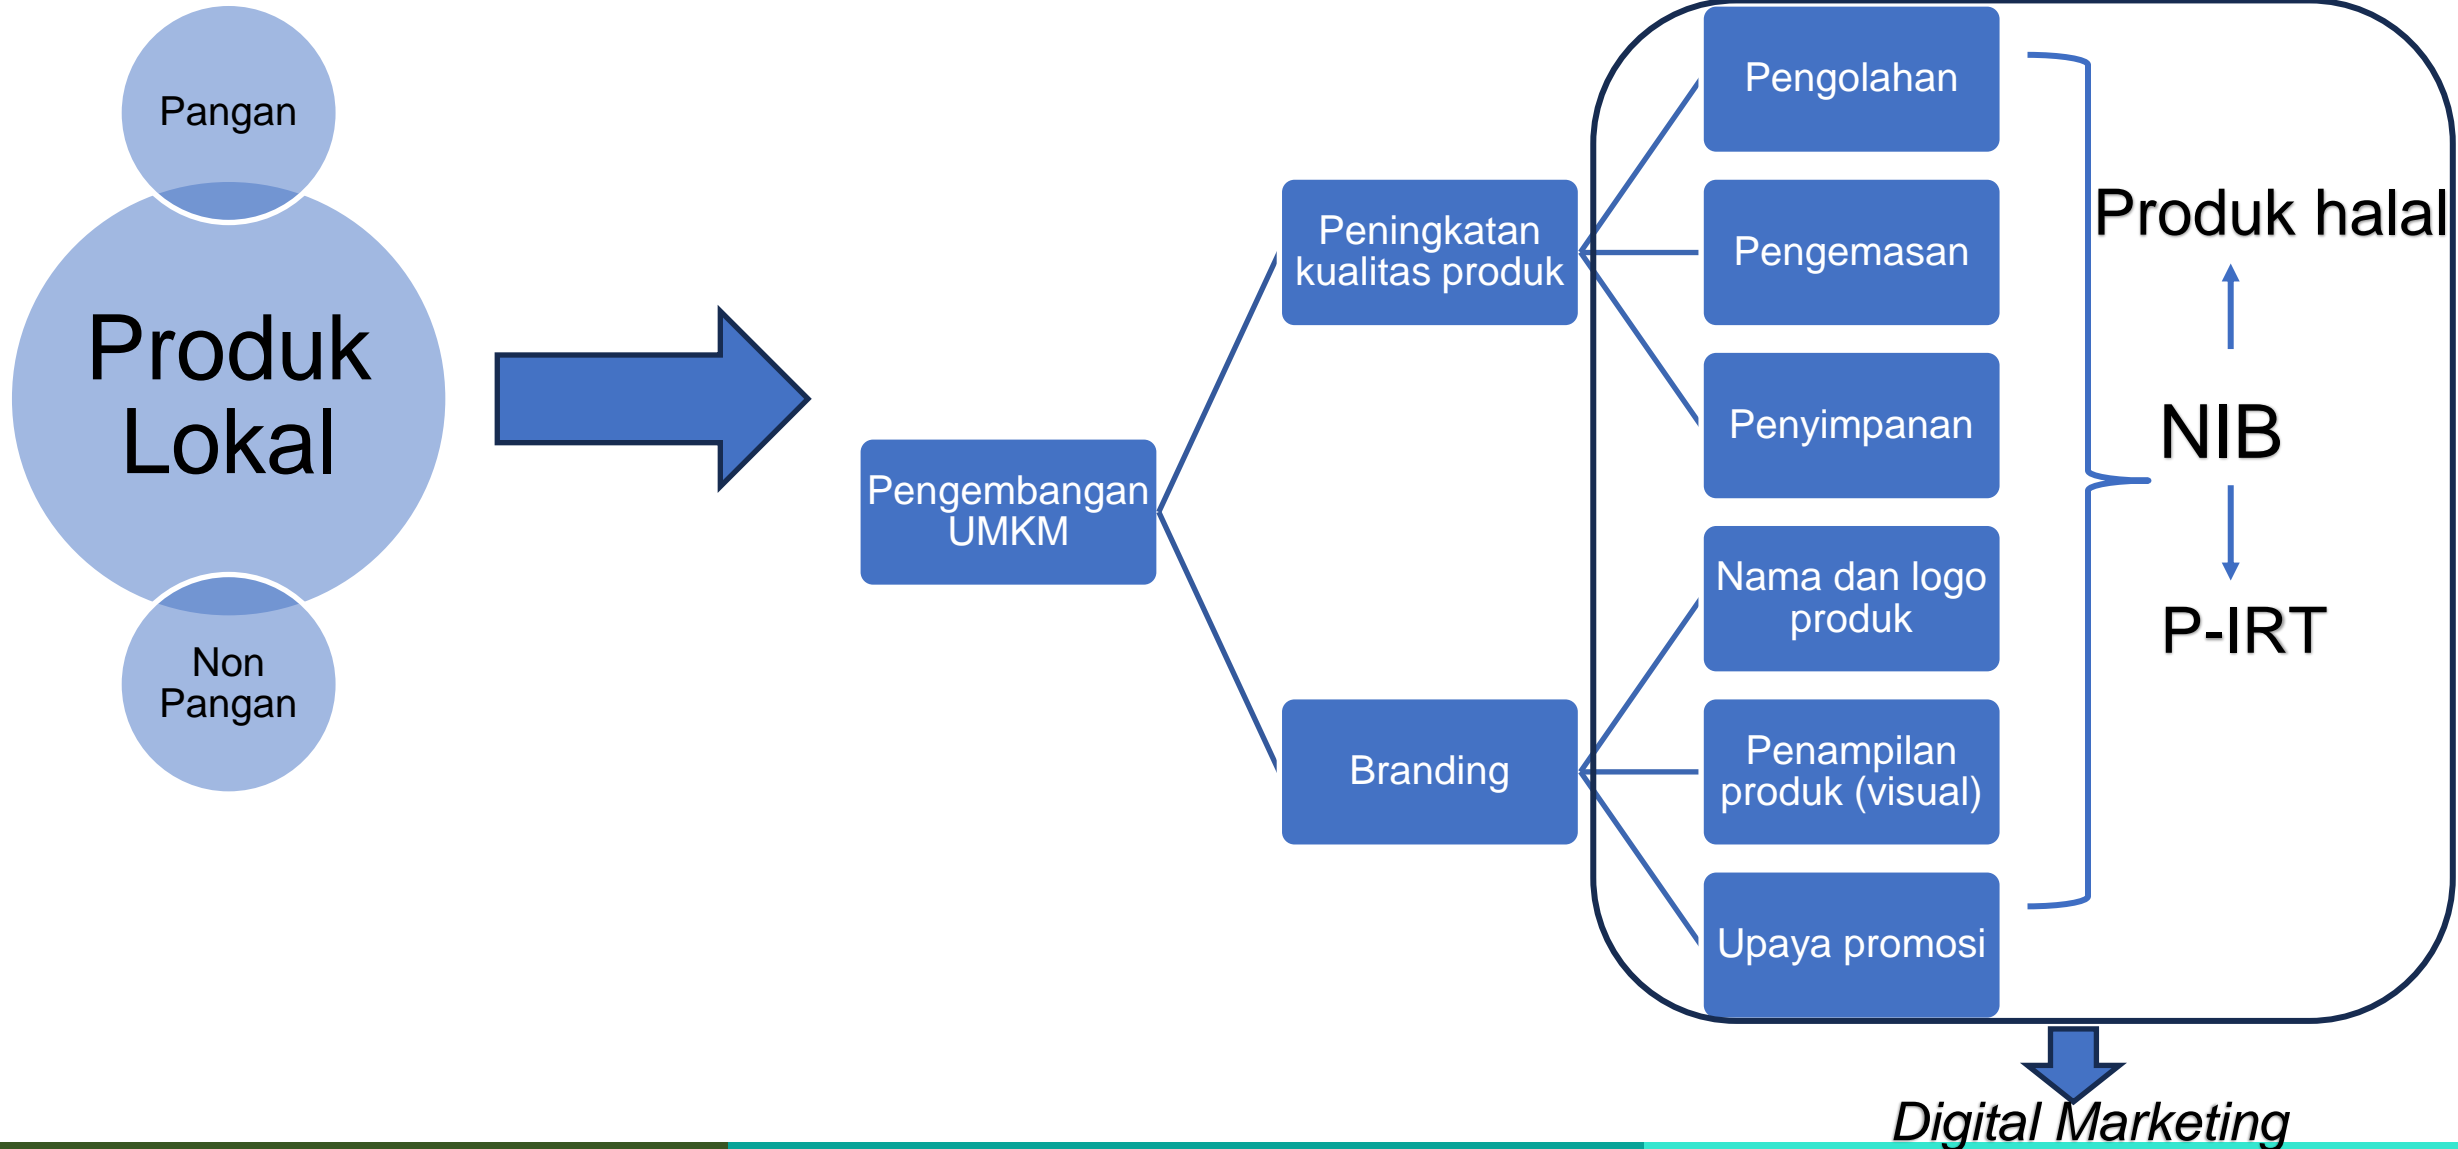 Pangan
Produk
Lokal
Non
Pangan
Pengembangan
UMKM
Peningkatan
kualitas produk
Branding
Pengolahan
Pengemasan
Penyimpanan
Nama dan logo
produk
Penampilan
produk (visual)
Upaya promosi
Produk halal
NIB
P-IRT
Digital Marketing